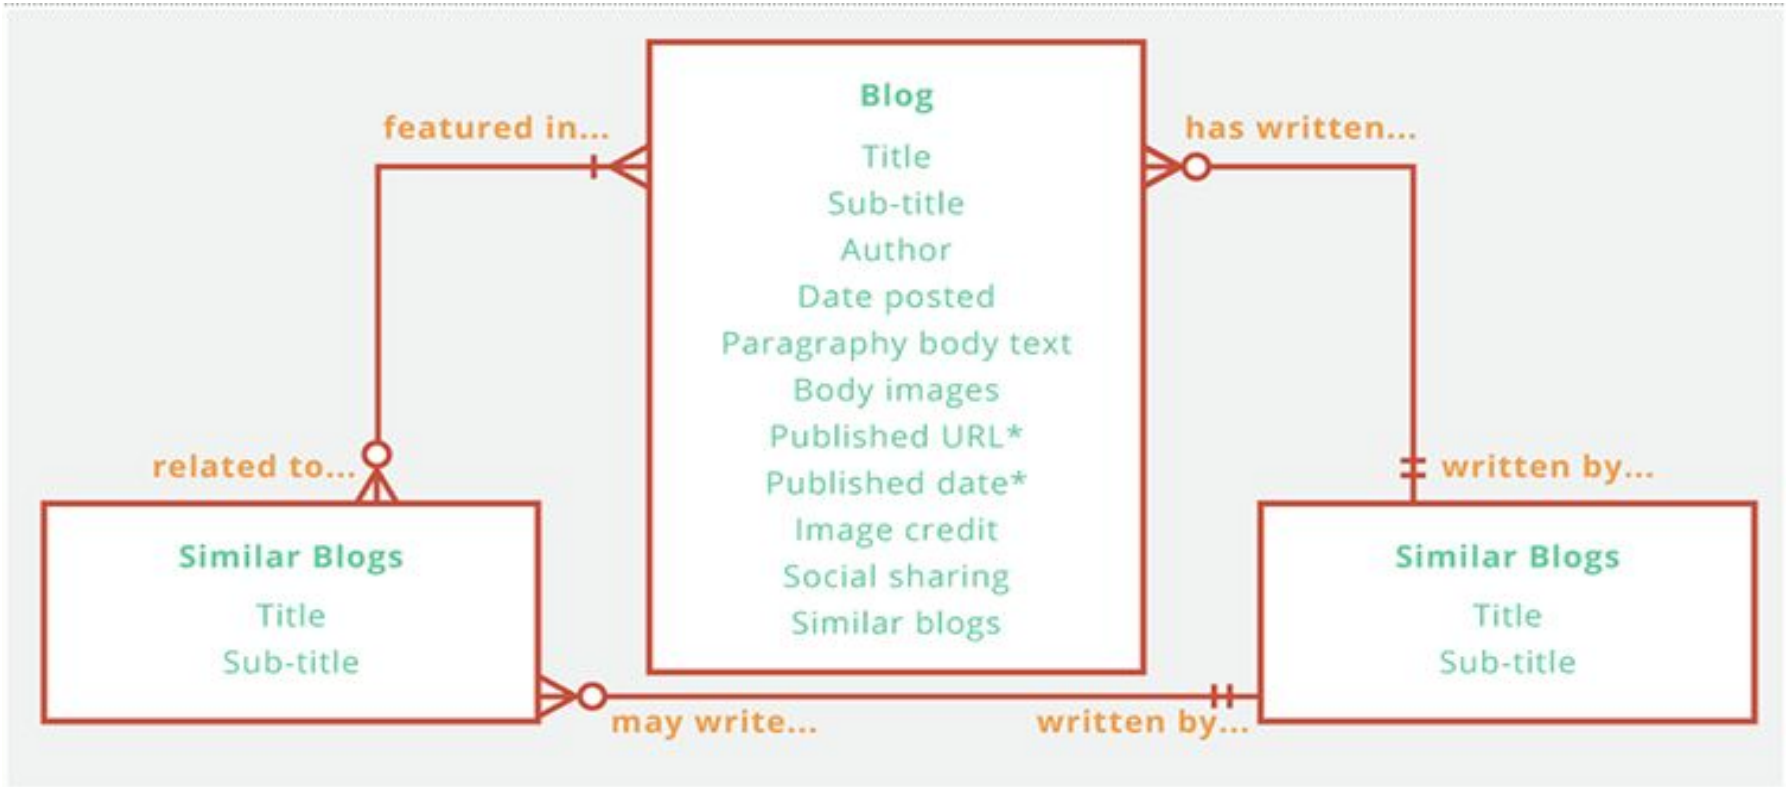 Blog
featured in...
has written...
Title
Sub-title
Author
Date posted
Paragraphy body text
Body images
Published URL*
related to...
written by...
Published date*
Image credit
Social sharing
Similar blogs
Similar Blogs
Title
Sub-title
Similar Blogs
Title
Sub-title
may write...
written by...